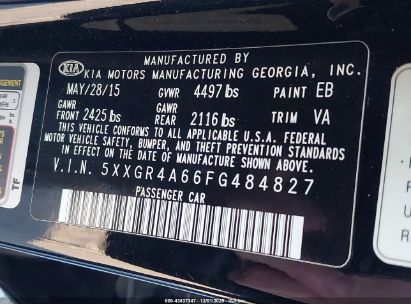 MANUFACTURED BY
KIA KIA MOTORS MANUFACTURING GEORGIA, INC.
MAY/28/15 GVWR 4497 lbs PAINT EB
GAWR GAWR
FRONT 2425 lbs REAR 2116 lbs TRIM VA
THIS VEHICLE CONFORMS TO ALL APPLICABLE U.S.A. FEDERAL
MOTOR VEHICLE SAFETY, BUMPER, AND THEFT PREVENTION STANDARDS
IN EFFECT ON THE DATE OF MANUFACTURE SHOWN ABOVE
V.I.N. 5XXGR4A66FG484827
PASSENGER CAR
TF